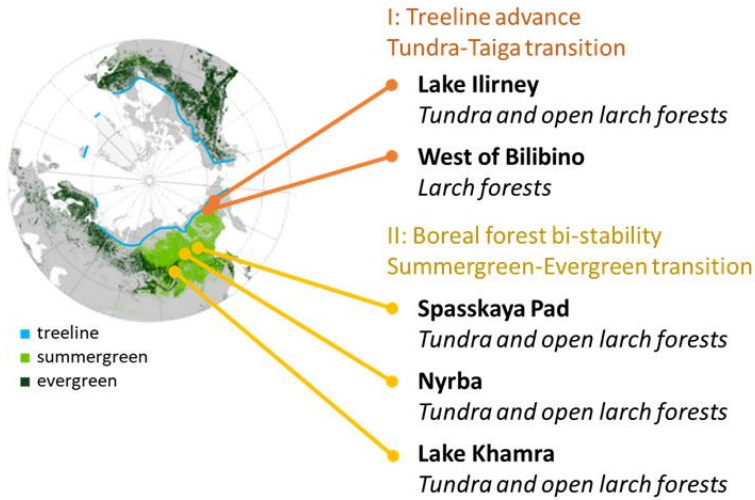 I: Treeline advance
Tundra-Taiga transition
Lake Ilirney
Tundra and open larch forests
West of Bilibino
Larch forests
II: Boreal forest bi-stability
Summergreen-Evergreen transition
Spasskaya Pad
Tundra and open larch forests
Nyrba
Tundra and open larch forests
Lake Khamra
Tundra and open larch forests
treeline
summergreen
evergreen